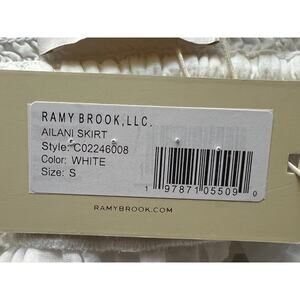 RAMY BROOK, LLC.
AILANI SKIRT
Style: C02246008
Color: WHITE
Size: S
1 97871 05509 0
RAMYBROOK.COM